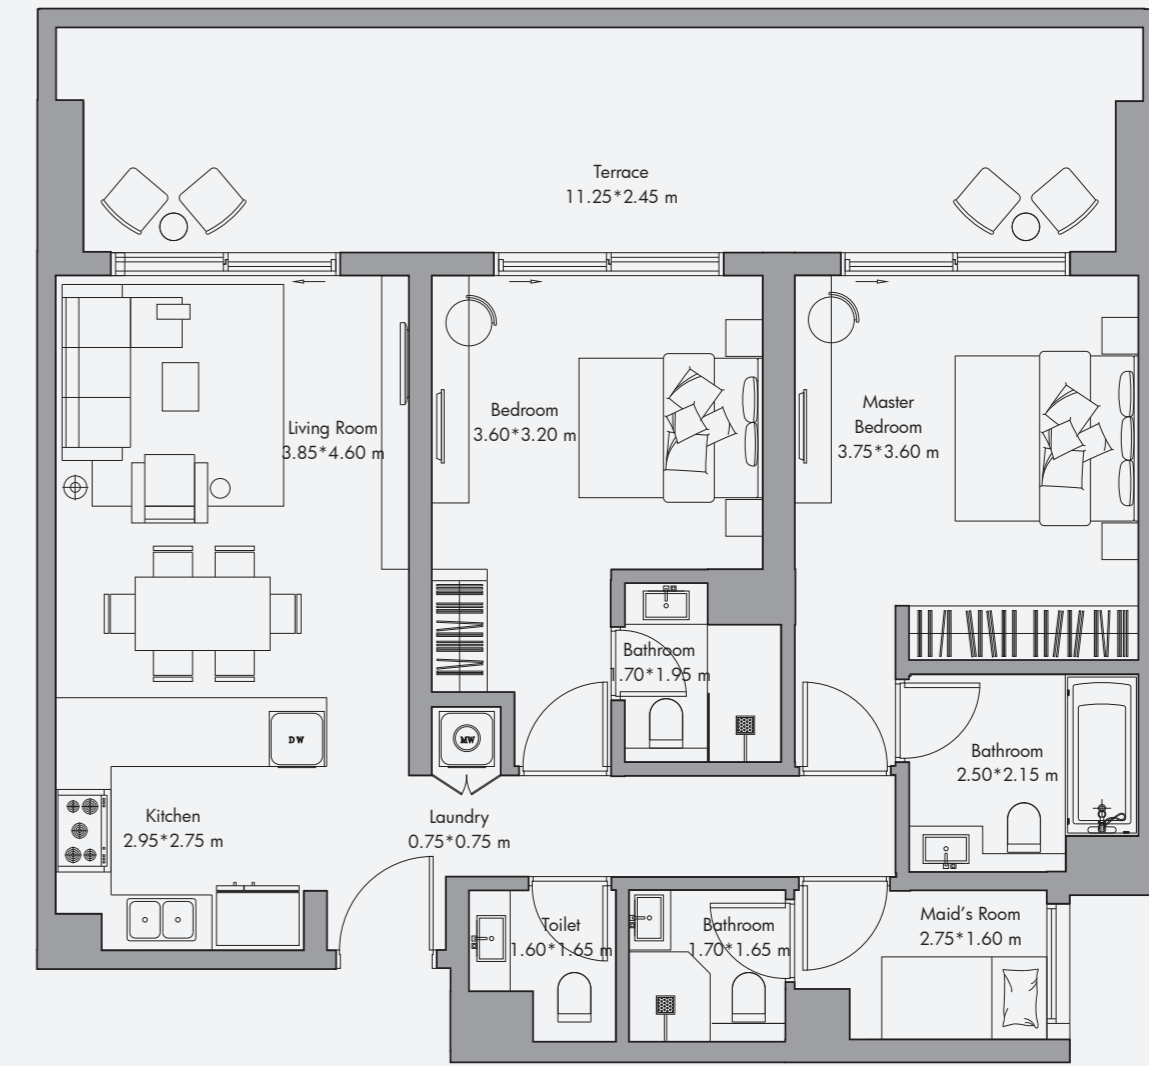 Terrace
11.25*2.45 m
Living Room
3.85*4.60 m
Bedroom
3.60*3.20 m
Master
Bedroom
3.75*3.60 m
Bathroom
1.70*1.95 m
DW
MW
Bathroom
2.50*2.15 m
Kitchen
2.95*2.75 m
Laundry
0.75*0.75 m
Toilet
1.60*1.65 m
Bathroom
1.70*1.65 m
Maid's Room
2.75*1.60 m